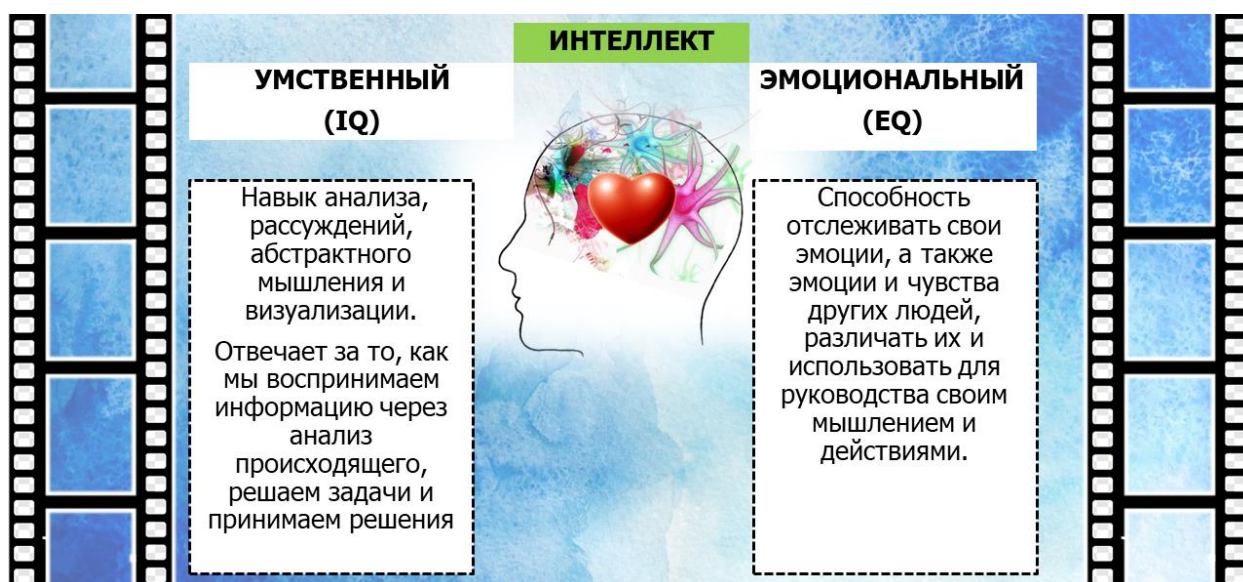 ИНТЕЛЛЕКТ
УМСТВЕННЫЙ
(IQ)
Навык анализа,
рассуждений,
абстрактного
мышления и
визуализации.
Отвечает за то, как
мы воспринимаем
информацию через
анализ
происходящего,
решаем задачи и
принимаем решения
ЭМОЦИОНАЛЬНЫЙ
(EQ)
Способность
отслеживать свои
эмоции, а также
эмоции и чувства
других людей,
различать их и
использовать для
руководства своим
мышлением и
действиями.